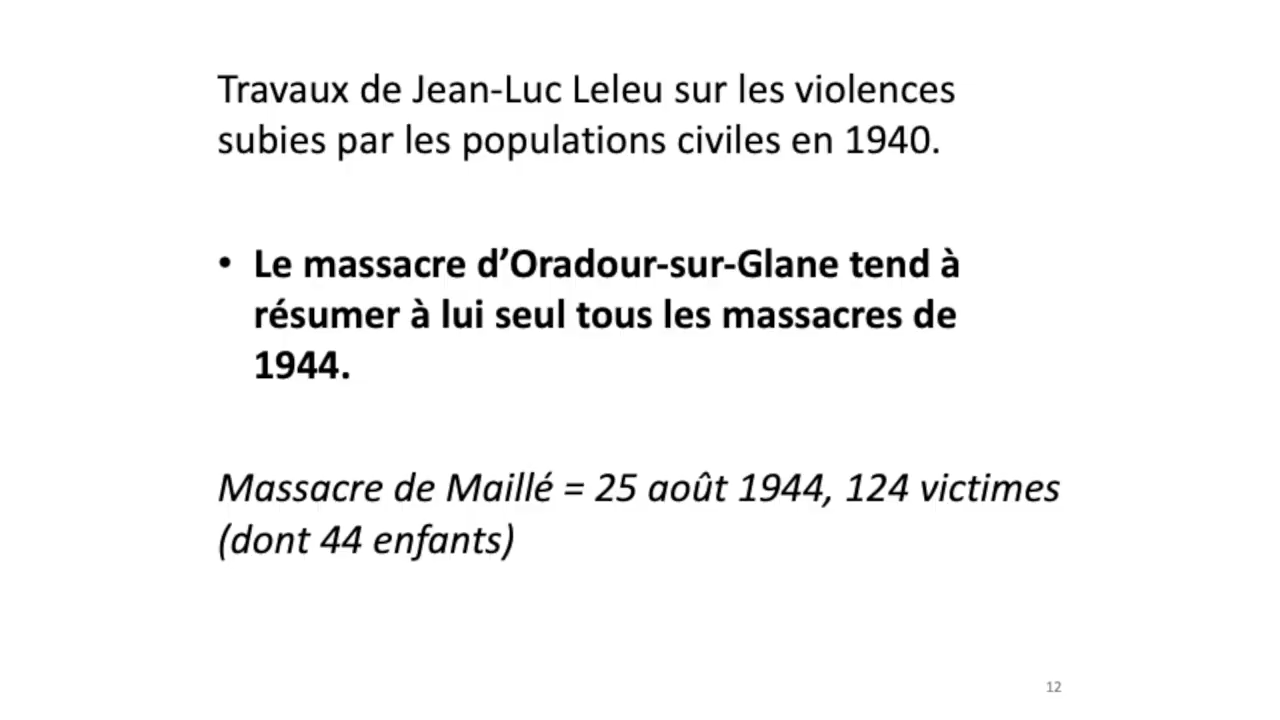 Travaux de Jean-Luc Leleu sur les violences
subies par les populations civiles en 1940.
• Le massacre d’Oradour-sur-Glane tend à
résumer à lui seul tous les massacres de
1944.
Massacre de Maillé = 25 août 1944, 124 victimes
(dont 44 enfants)
12